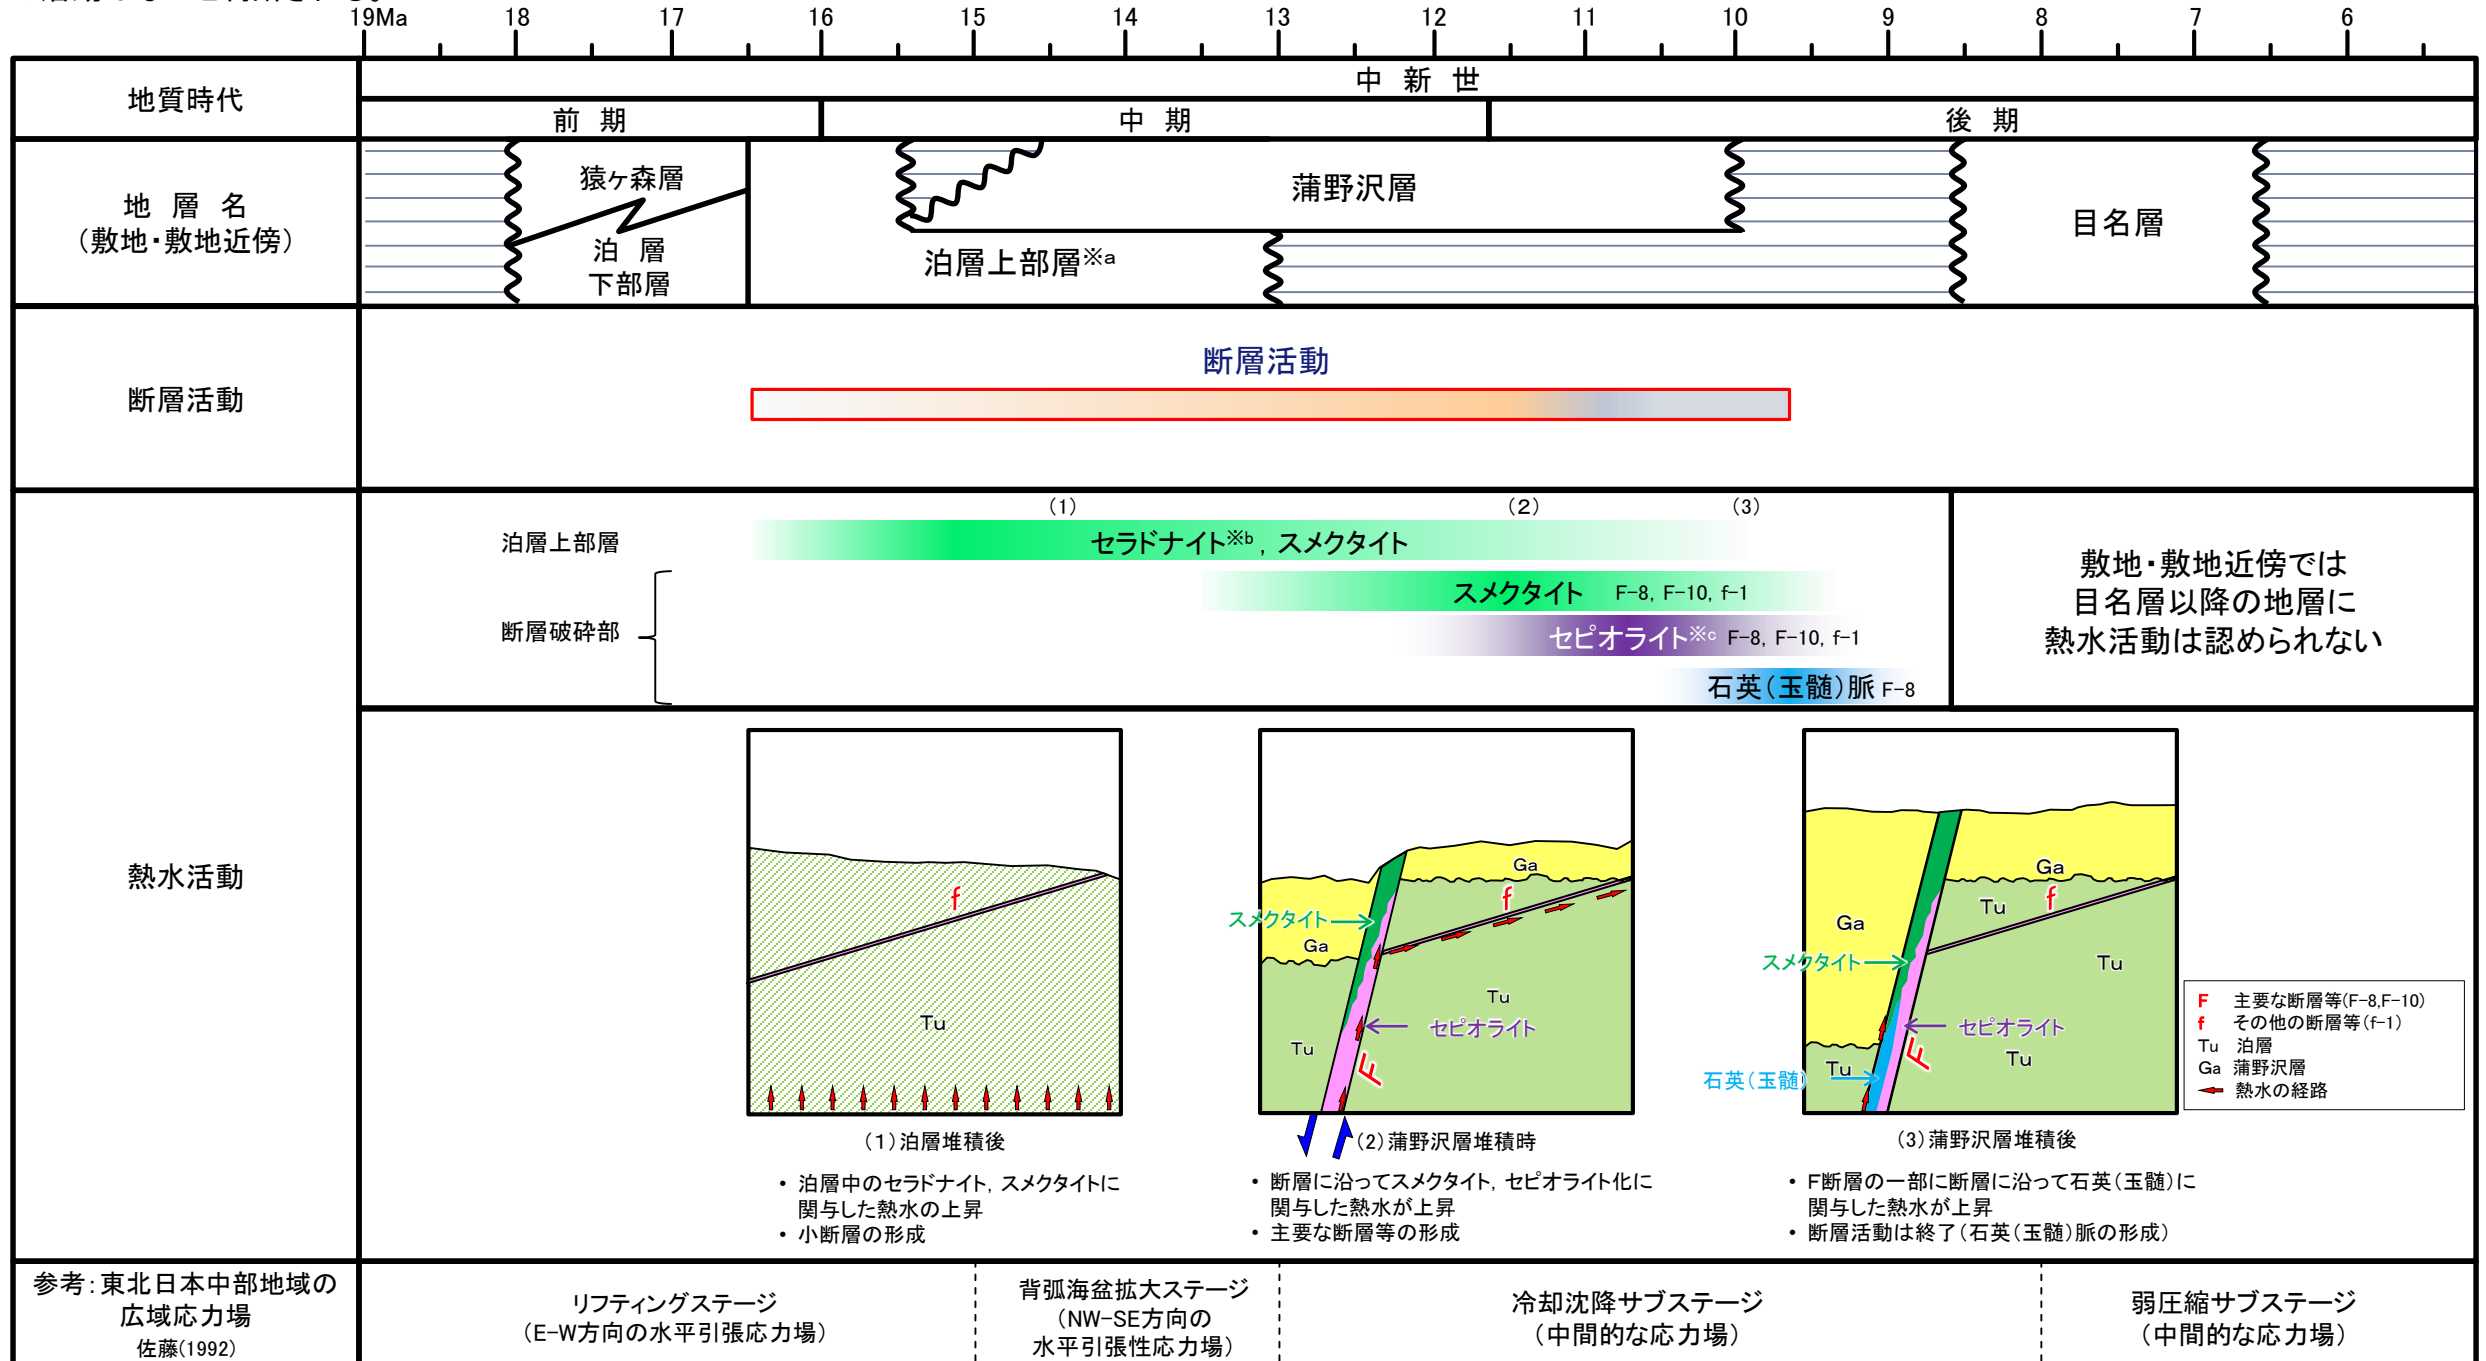 19Ma 18 17 16 15 14 13 12 11 10 9 8 7 6
地質時代
中 新 世
前 期
中 期
後 期
地 層 名
（敷地・敷地近傍）
猿ヶ森層
泊 層
下部層
蒲野沢層
泊層上部層※a
目名層
断層活動
断層活動
熱水活動
(1)
(2)
(3)
泊層上部層
セラドナイト※b, スメクタイト
断層破砕部
スメクタイト F-8, F-10, f-1
セピオライト※c F-8, F-10, f-1
石英（玉髄）脈 F-8
敷地・敷地近傍では
目名層以降の地層に
熱水活動は認められない
f
Tu
Ga
f
スメクタイト
Ga
Tu
セピオライト
Tu
F
Ga
Tu
f
Ga
スメクタイト
Tu
セピオライト
Tu
Tu
F
石英（玉髄）
F 主要な断層等(F-8,F-10)
f その他の断層等(f-1)
Tu 泊層
Ga 蒲野沢層
熱水の経路
(1)泊層堆積後
・ 泊層中のセラドナイト, スメクタイトに
関与した熱水の上昇
・ 小断層の形成
(2)蒲野沢層堆積時
・ 断層に沿ってスメクタイト, セピオライト化に
関与した熱水が上昇
・ 主要な断層等の形成
(3)蒲野沢層堆積後
・ F断層の一部に断層に沿って石英（玉髄）に
関与した熱水が上昇
・ 断層活動は終了（石英（玉髄）脈の形成）
参考：東北日本中部地域の
広域応力場
佐藤(1992)
リフティングステージ
（E-W方向の水平引張応力場）
背弧海盆拡大ステージ
（NW-SE方向の
水平引張性応力場）
冷却沈降サブステージ
（中間的な応力場）
弱圧縮サブステージ
（中間的な応力場）